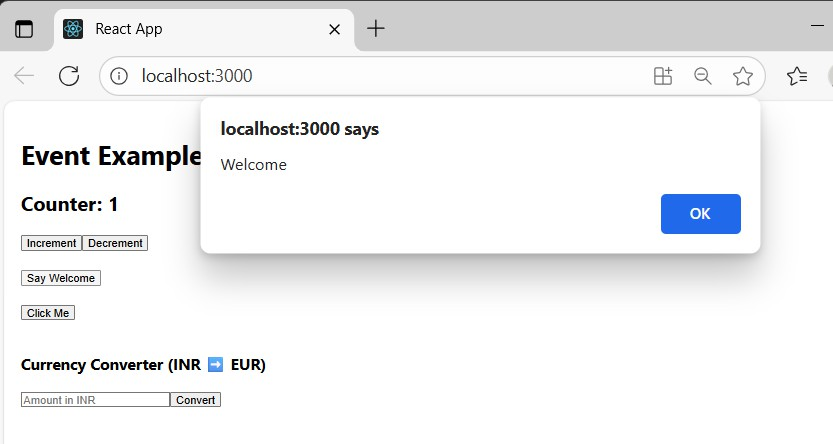 React App
localhost:3000
localhost:3000 says
Welcome
OK
Event Example
Counter: 1
Increment Decrement
Say Welcome
Click Me
Currency Converter (INR ➡️ EUR)
Amount in INR Convert